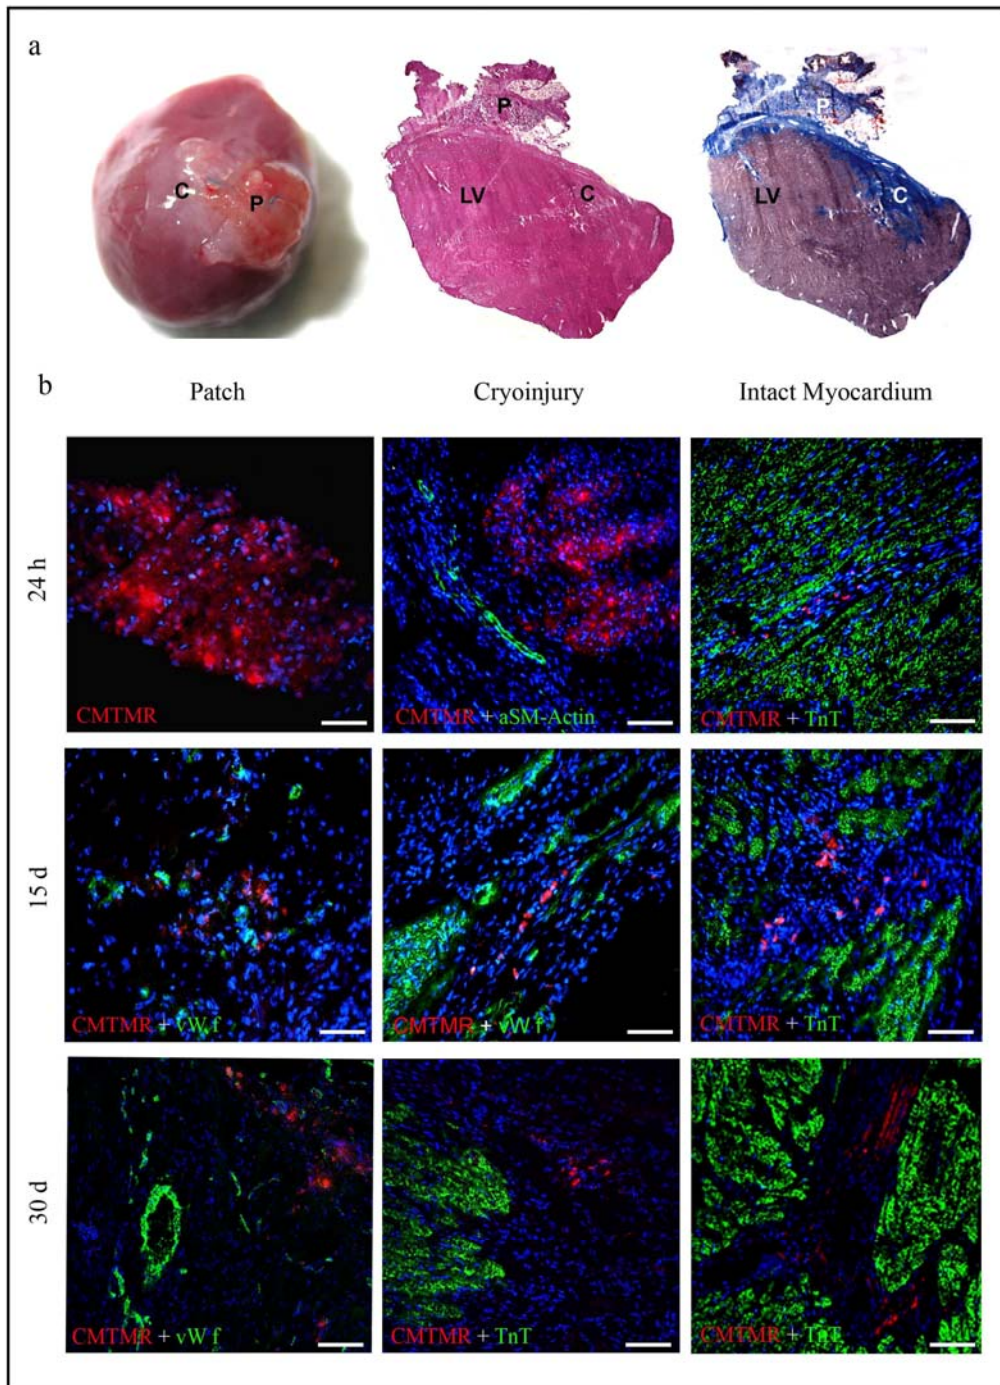 a
C
P
P
LV
C
P
LV
C
b
Patch Cryoinjury Intact Myocardium
24 h
CMTMR
CMTMR + aSM-Actin
CMTMR + TnT
15 d
CMTMR + vW f
CMTMR + vW f
CMTMR + TnT
30 d
CMTMR + vW f
CMTMR + TnT
CMTMR + TnT